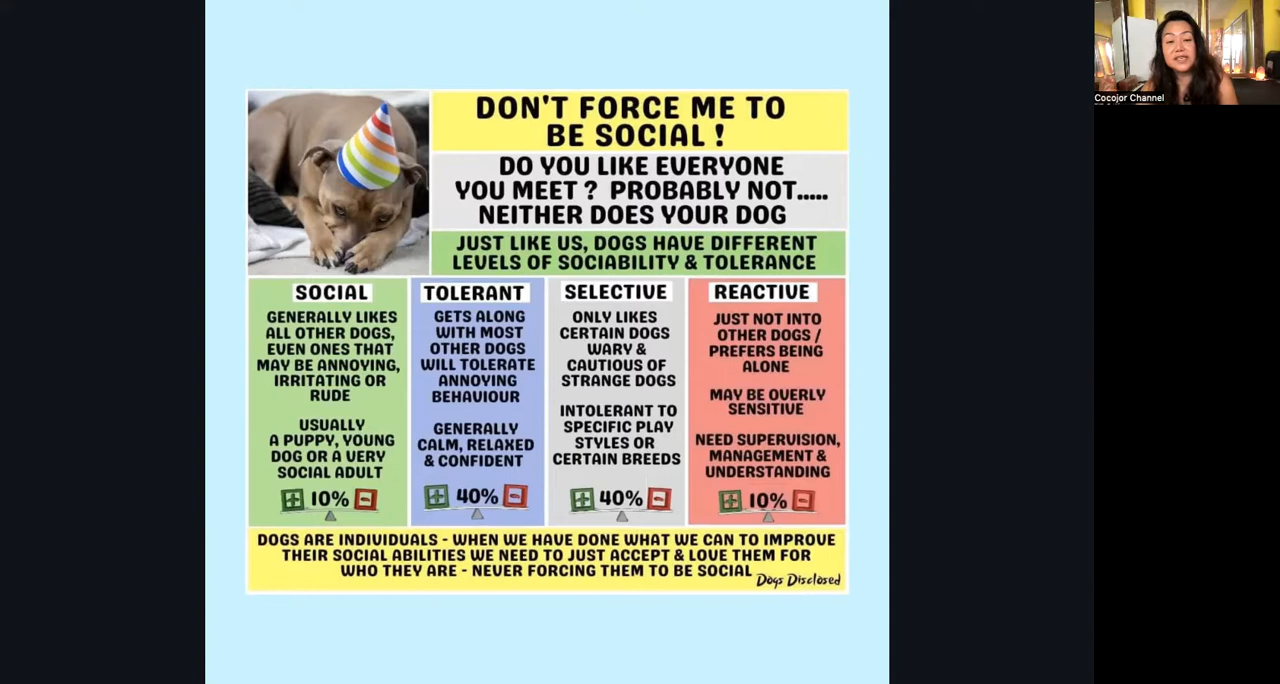 Cocojor Channel
DON'T FORCE ME TO
BE SOCIAL !
DO YOU LIKE EVERYONE
YOU MEET ? PROBABLY NOT.....
NEITHER DOES YOUR DOG
JUST LIKE US, DOGS HAVE DIFFERENT
LEVELS OF SOCIABILITY & TOLERANCE
SOCIAL
GENERALLY LIKES
ALL OTHER DOGS,
EVEN ONES THAT
MAY BE ANNOYING,
IRRITATING OR
RUDE
USUALLY
A PUPPY, YOUNG
DOG OR A VERY
SOCIAL ADULT
+ 10% -
TOLERANT
GETS ALONG
WITH MOST
OTHER DOGS
WILL TOLERATE
ANNOYING
BEHAVIOUR
GENERALLY
CALM, RELAXED
& CONFIDENT
+ 40% -
SELECTIVE
ONLY LIKES
CERTAIN DOGS
WARY &
CAUTIOUS OF
STRANGE DOGS
INTOLERANT TO
SPECIFIC PLAY
STYLES OR
CERTAIN BREEDS
+ 40% -
REACTIVE
JUST NOT INTO
OTHER DOGS /
PREFERS BEING
ALONE
MAY BE OVERLY
SENSITIVE
NEED SUPERVISION,
MANAGEMENT &
UNDERSTANDING
+ 10% -
DOGS ARE INDIVIDUALS - WHEN WE HAVE DONE WHAT WE CAN TO IMPROVE
THEIR SOCIAL ABILITIES WE NEED TO JUST ACCEPT & LOVE THEM FOR
WHO THEY ARE - NEVER FORCING THEM TO BE SOCIAL
Dogs Disclosed